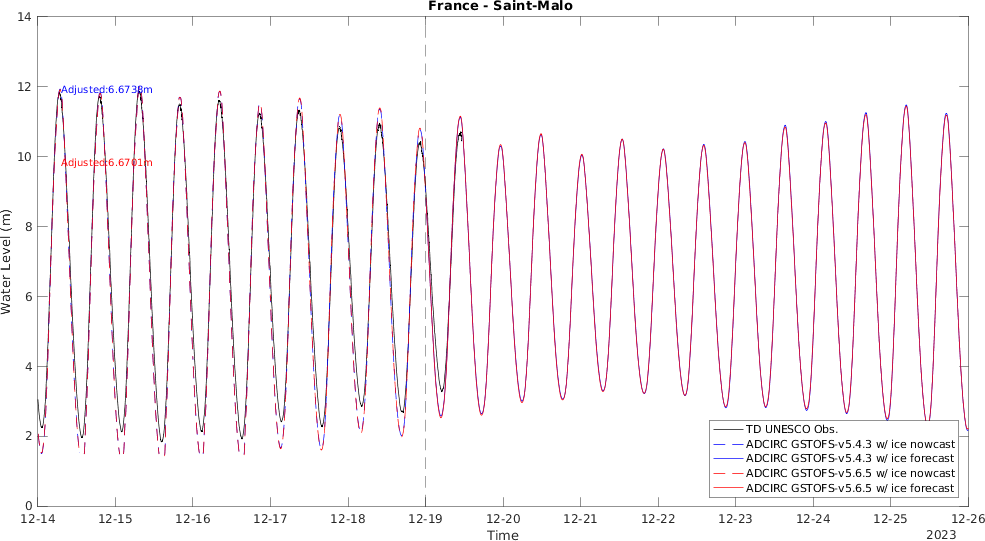 France - Saint-Malo
14
12
10
8
6
4
2
0
Water Level (m)
Adjusted:6.6738m
Adjusted:6.6701m
TD UNESCO Obs.
ADCIRC GSTOFS-v5.4.3 w/ ice nowcast
ADCIRC GSTOFS-v5.4.3 w/ ice forecast
ADCIRC GSTOFS-v5.6.5 w/ ice nowcast
ADCIRC GSTOFS-v5.6.5 w/ ice forecast
12-14 12-15 12-16 12-17 12-18 12-19 12-20 12-21 12-22 12-23 12-24 12-25 12-26
Time
2023